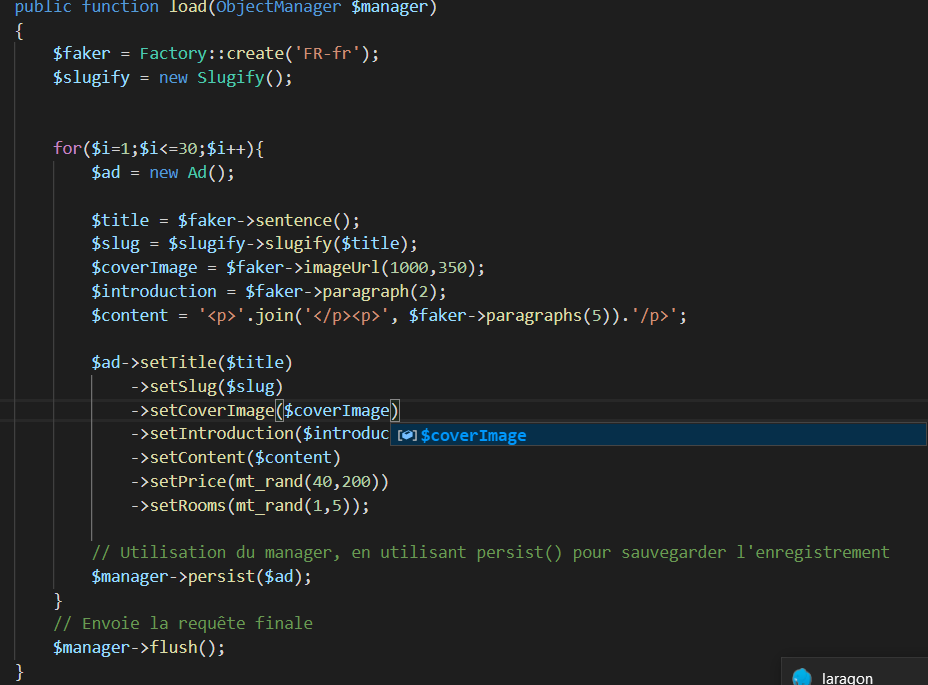 public function load(ObjectManager $manager)
{
$faker = Factory::create('FR-fr');
$slugify = new Slugify();
for($i=1;$i<=30;$i++){
$ad = new Ad();
$title = $faker->sentence();
$slug = $slugify->slugify($title);
$coverImage = $faker->imageUrl(1000,350);
$introduction = $faker->paragraph(2);
$content = '<p>'.join('</p><p>', $faker->paragraphs(5)).'/p>';
$ad->setTitle($title)
->setSlug($slug)
->setCoverImage($coverImage)
->setIntroduction($introduc
$coverImage
->setContent($content)
->setPrice(mt_rand(40,200))
->setRooms(mt_rand(1,5));
// Utilisation du manager, en utilisant persist() pour sauvegarder l'enregistrement
$manager->persist($ad);
}
// Envoie la requête finale
$manager->flush();
}
laragon